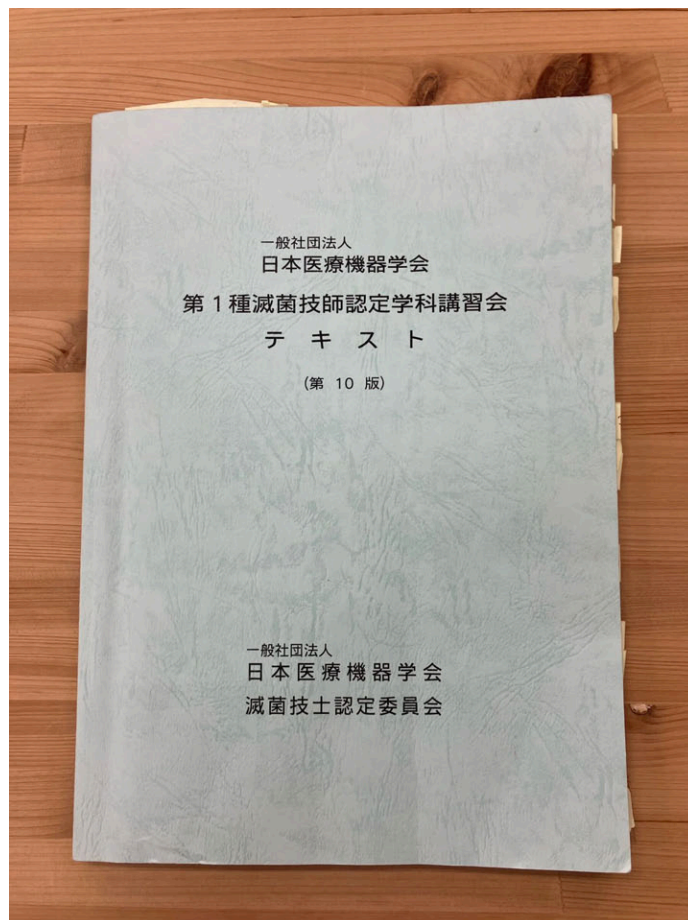 一般社団法人
日本医療機器学会
第1種滅菌技師認定学科講習会
テキスト
(第 10 版)
一般社団法人
日本医療機器学会
滅菌技士認定委員会